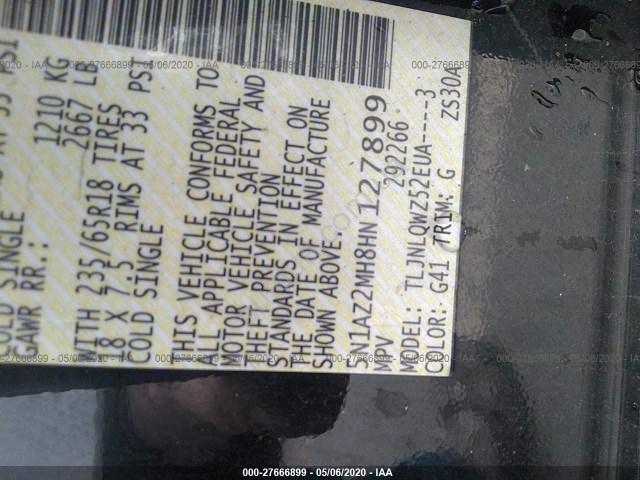 COLD SINGLE
GAWR RR.: 1210 KG
2667 LB
WITH 235/65R18 TIRES
18 X 7.5 RIMS AT 33 PSI
COLD SINGLE
THIS VEHICLE CONFORMS TO
ALL APPLICABLE FEDERAL
MOTOR VEHICLE SAFETY AND
THEFT PREVENTION
STANDARDS IN EFFECT ON
THE DATE OF MANUFACTURE
SHOWN ABOVE.
5N1AZ2MH8HN127899
MPV 292266
MODEL: TLJNLQWZ52EUA----3
COLOR: G41 TRIM: G ZS30A
000-27666899 - 05/06/2020 - IAA